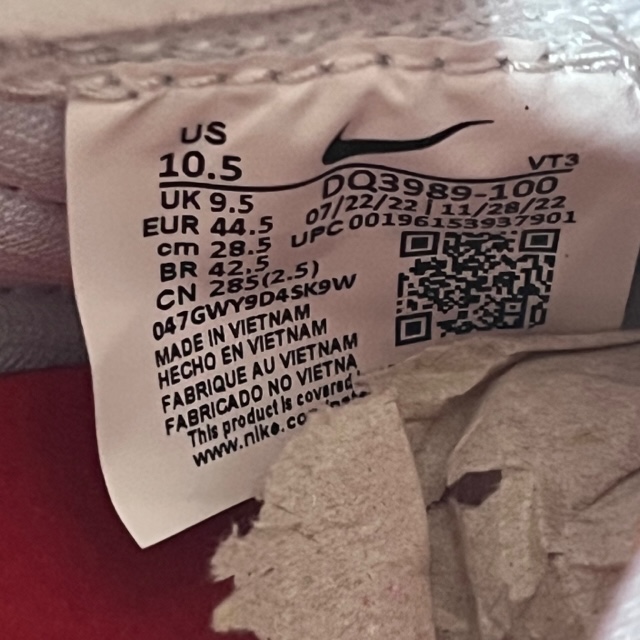 US
10.5
VT3
UK 9.5
DQ3989-100
EUR 44.5
07/22/22 | 11/28/22
cm 28.5
UPC 00196153937901
BR 42.5
CN 285(2.5)
047GWY9D4SK9W
MADE IN VIETNAM
HECHO EN VIETNAM
FABRIQUE AU VIETNAM
FABRICADO NO VIETNA
This product is covered
www.nike.co